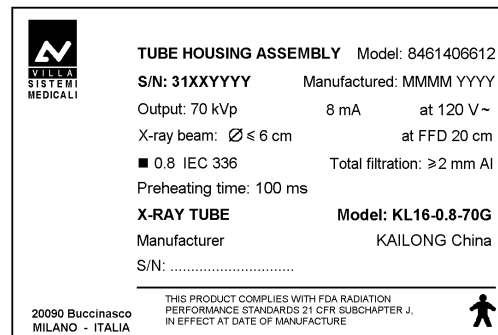 VILLA
SISTEMI
MEDICALI
TUBE HOUSING ASSEMBLY Model: 8461406612
S/N: 31XXYYYY Manufactured: MMMM YYYY
Output: 70 kVp 8 mA at 120 V~
X-ray beam: Ø ⩽ 6 cm at FFD 20 cm
■ 0.8 IEC 336 Total filtration: ⩾2 mm Al
Preheating time: 100 ms
X-RAY TUBE Model: KL16-0.8-70G
Manufacturer KAILONG China
S/N: ..............................
20090 Buccinasco
MILANO - ITALIA
THIS PRODUCT COMPLIES WITH FDA RADIATION
PERFORMANCE STANDARDS 21 CFR SUBCHAPTER J,
IN EFFECT AT DATE OF MANUFACTURE